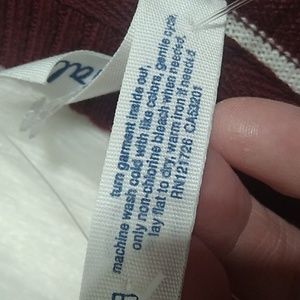 turn garment inside out,
machine wash cold with like colors, gentle cycle
only non-chlorine bleach when needed,
lay flat to dry, warm iron if needed
RN121726 CA53201